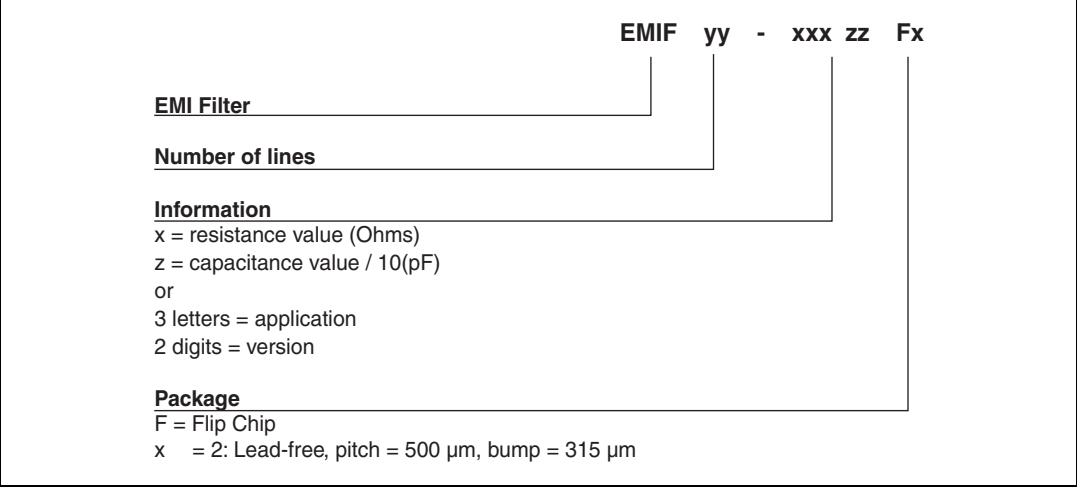 EMIF yy - xxx zz Fx
EMI Filter
Number of lines
Information
x = resistance value (Ohms)
z = capacitance value / 10(pF)
or
3 letters = application
2 digits = version
Package
F = Flip Chip
x = 2: Lead-free, pitch = 500 µm, bump = 315 µm